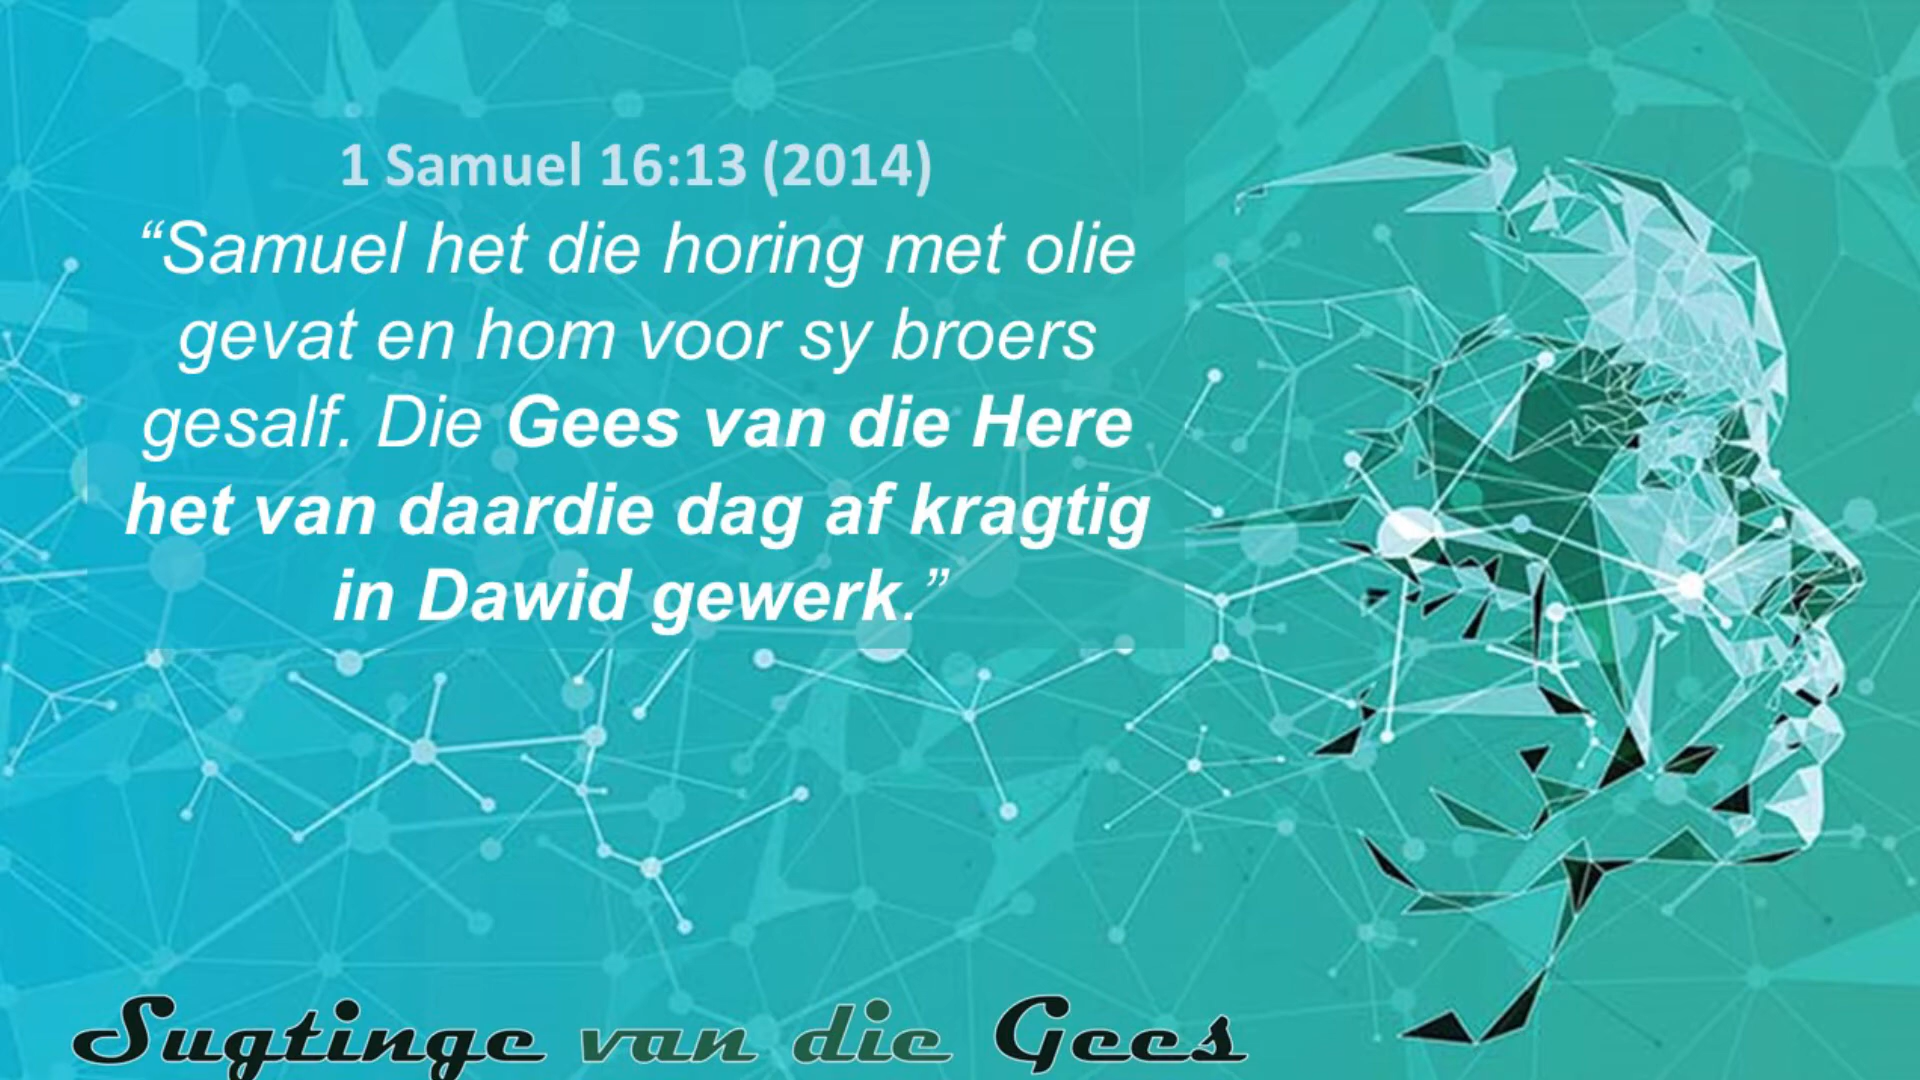 1 Samuel 16:13 (2014)
“Samuel het die horing met olie
gevat en hom voor sy broers
gesalf. Die Gees van die Here
het van daardie dag af kragtig
in Dawid gewerk.”
Sugtinge van die Gees